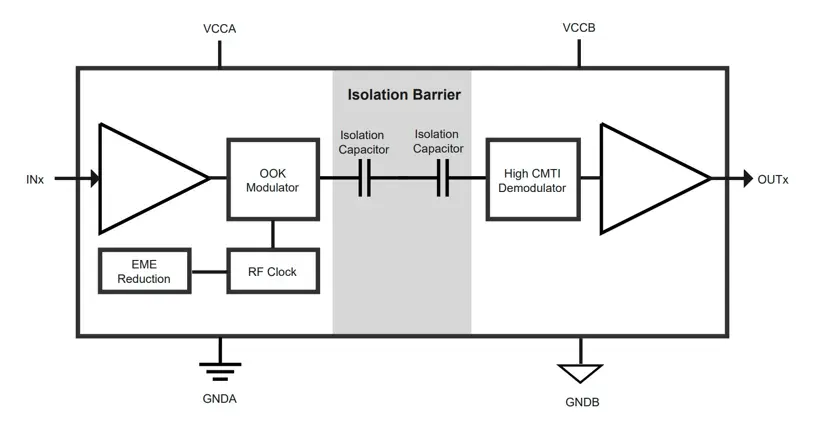 VCCA
VCCB
Isolation Barrier
Isolation
Capacitor
Isolation
Capacitor
INx
OOK
Modulator
High CMTI
Demodulator
OUTx
EME
Reduction
RF Clock
GNDA
GNDB